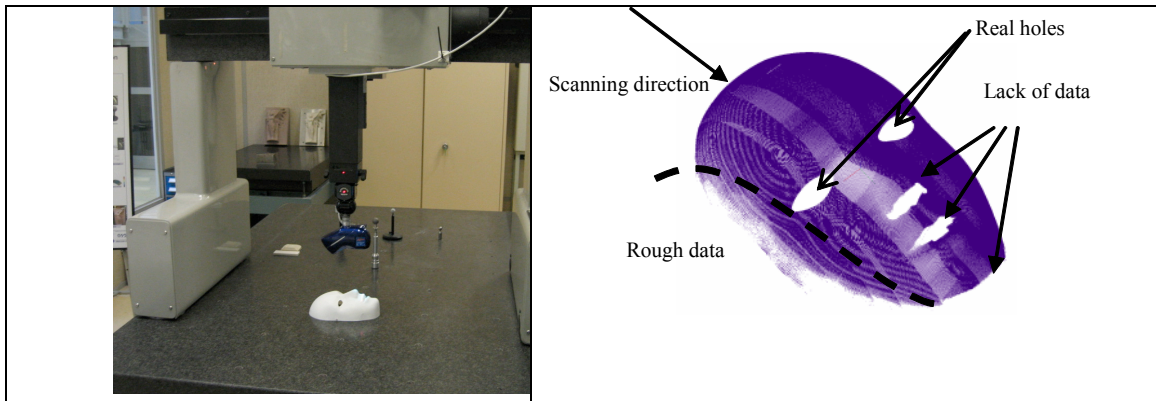 Real holes
Scanning direction
Lack of data
Rough data